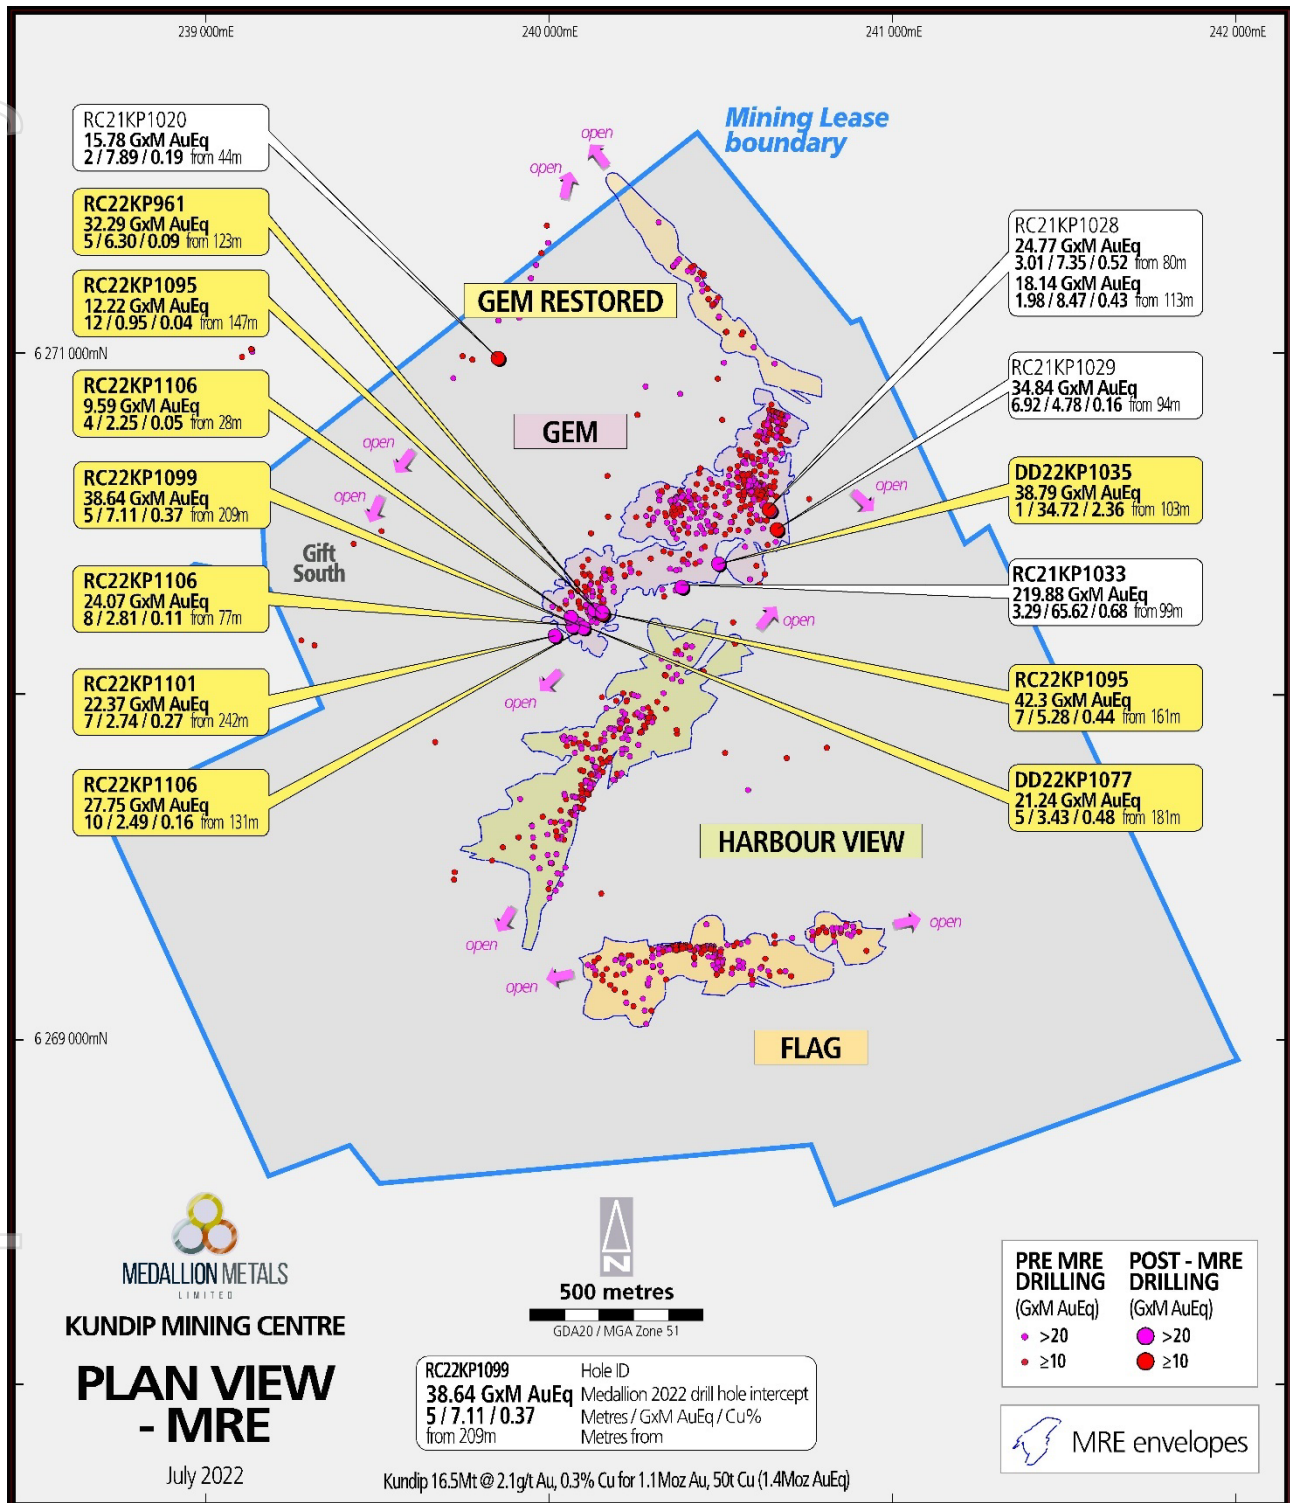 239 000mE
240 000mE
241 000mE
242 000mE
Mining Lease
boundary
open
open
RC21KP1020
15.78 GxM AuEq
2 / 7.89 / 0.19 from 44m
RC22KP961
32.29 GxM AuEq
5 / 6.30 / 0.09 from 123m
RC22KP1095
12.22 GxM AuEq
12 / 0.95 / 0.04 from 147m
RC22KP1106
9.59 GxM AuEq
4 / 2.25 / 0.05 from 28m
RC22KP1099
38.64 GxM AuEq
5 / 7.11 / 0.37 from 209m
RC22KP1106
24.07 GxM AuEq
8 / 2.81 / 0.11 from 77m
RC22KP1101
22.37 GxM AuEq
7 / 2.74 / 0.27 from 242m
RC22KP1106
27.75 GxM AuEq
10 / 2.49 / 0.16 from 131m
6 271 000mN
6 269 000mN
GEM RESTORED
GEM
open
open
Gift
South
open
open
open
open
HARBOUR VIEW
open
open
FLAG
RC21KP1028
24.77 GxM AuEq
3.01 / 7.35 / 0.52 from 80m
18.14 GxM AuEq
1.98 / 8.47 / 0.43 from 113m
RC21KP1029
34.84 GxM AuEq
6.92 / 4.78 / 0.16 from 94m
DD22KP1035
38.79 GxM AuEq
1 / 34.72 / 2.36 from 103m
RC21KP1033
219.88 GxM AuEq
3.29 / 65.62 / 0.68 from 99m
RC22KP1095
42.3 GxM AuEq
7 / 5.28 / 0.44 from 161m
DD22KP1077
21.24 GxM AuEq
5 / 3.43 / 0.48 from 181m
MEDALLION METALS
LIMITED
KUNDIP MINING CENTRE
PLAN VIEW
- MRE
July 2022
N
500 metres
GDA20 / MGA Zone 51
RC22KP1099 Hole ID
38.64 GxM AuEq Medallion 2022 drill hole intercept
5 / 7.11 / 0.37 Metres / GxM AuEq / Cu%
from 209m Metres from
Kundip 16.5Mt @ 2.1g/t Au, 0.3% Cu for 1.1Moz Au, 50t Cu (1.4Moz AuEq)
PRE MRE
DRILLING
(GxM AuEq)
>20
≥10
POST - MRE
DRILLING
(GxM AuEq)
>20
≥10
MRE envelopes